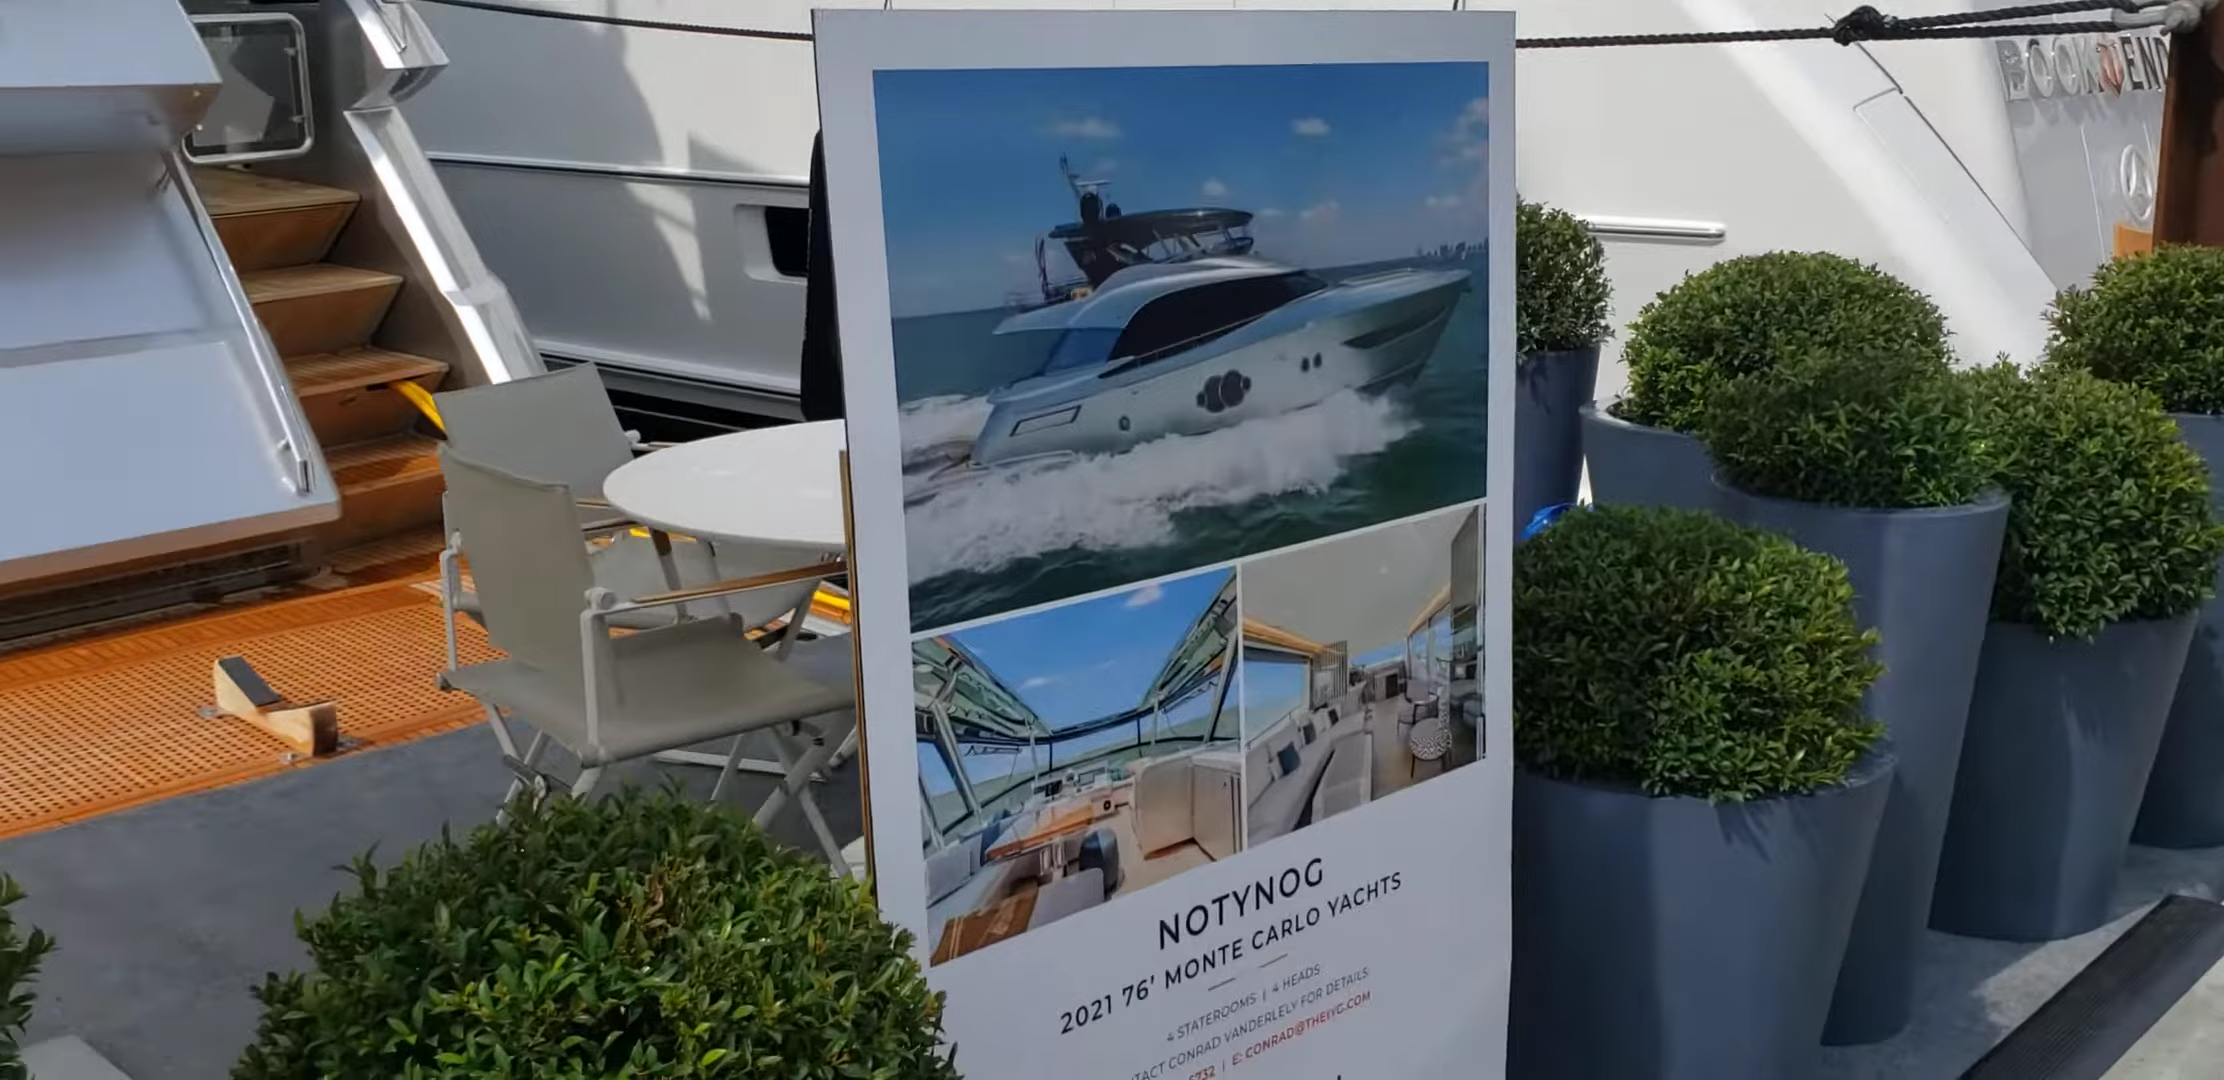 NOTYNOG
2021 76' MONTE CARLO YACHTS
4 STATEROOMS | 4 HEADS
CONRAD VANDERLELY FOR DETAILS
| E: CONRAD@THEIYG.COM